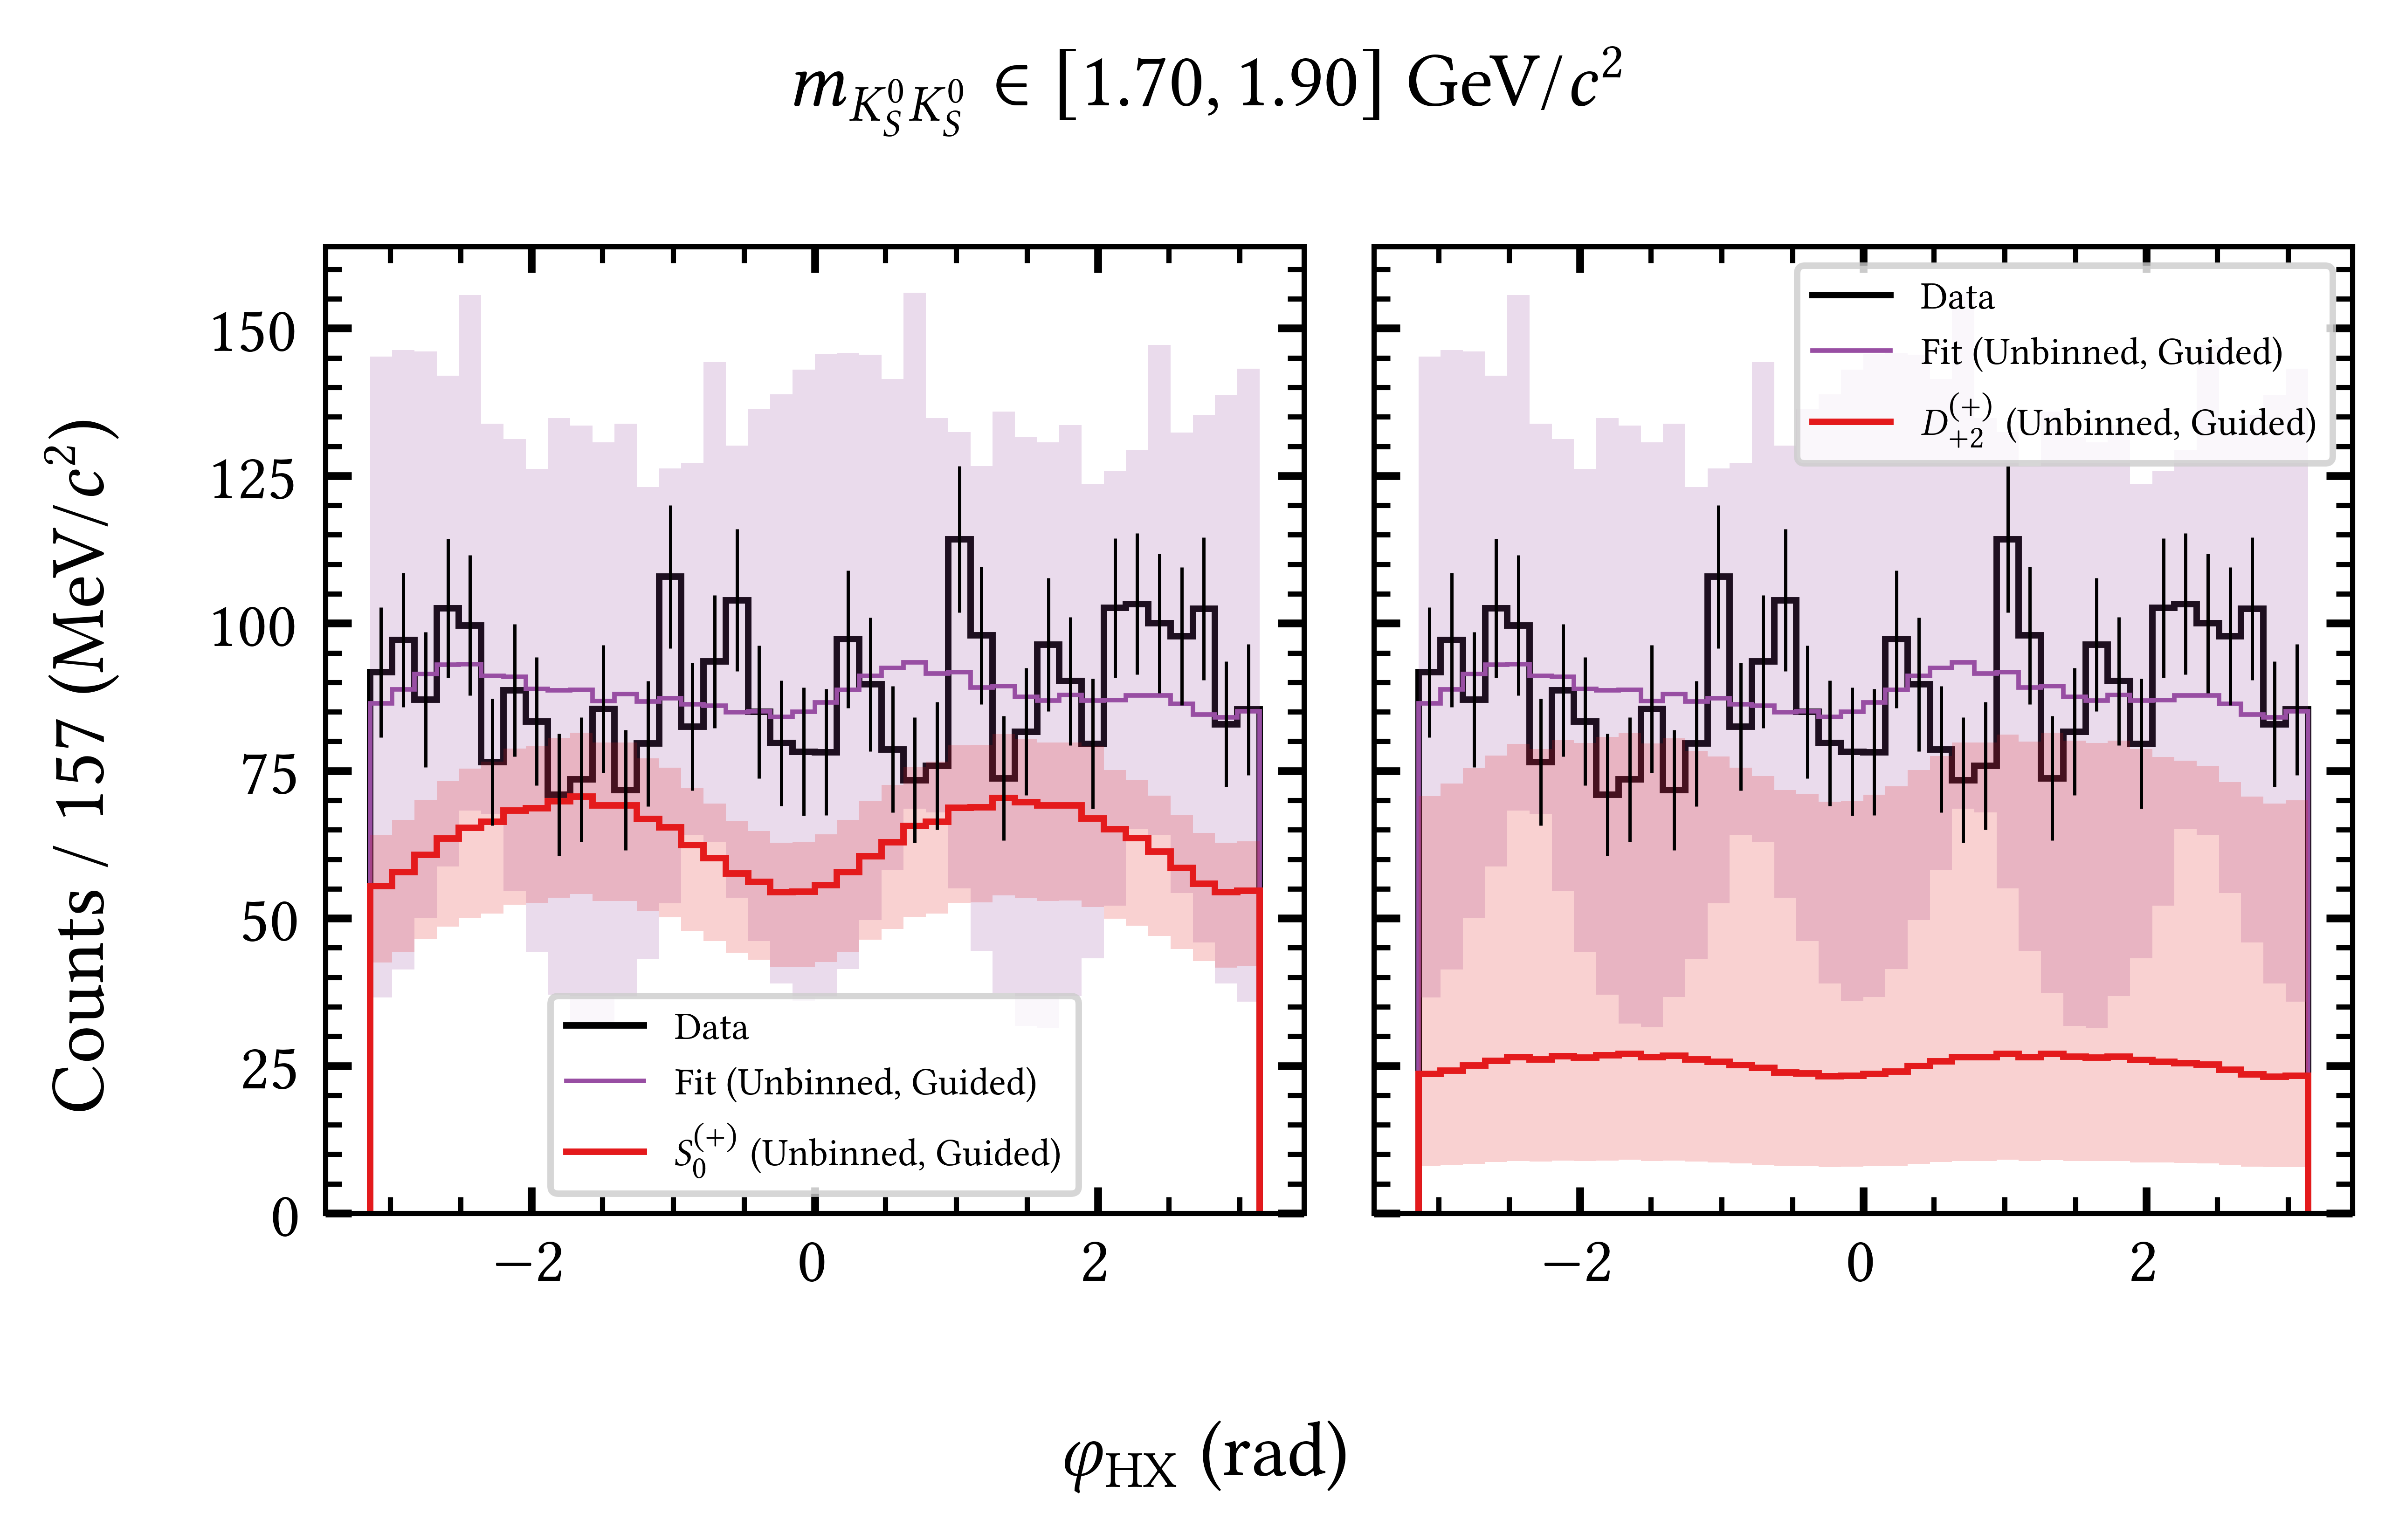 m_{K_S^0 K_S^0} ∈ [1.70, 1.90] GeV/c²
Counts / 157 (MeV/c²)
150
125
100
75
50
25
0
−2
0
2
Data
Fit (Unbinned, Guided)
S_0^{(+)} (Unbinned, Guided)
Data
Fit (Unbinned, Guided)
D_{+2}^{(+)} (Unbinned, Guided)
−2
0
2
φ_{HX} (rad)